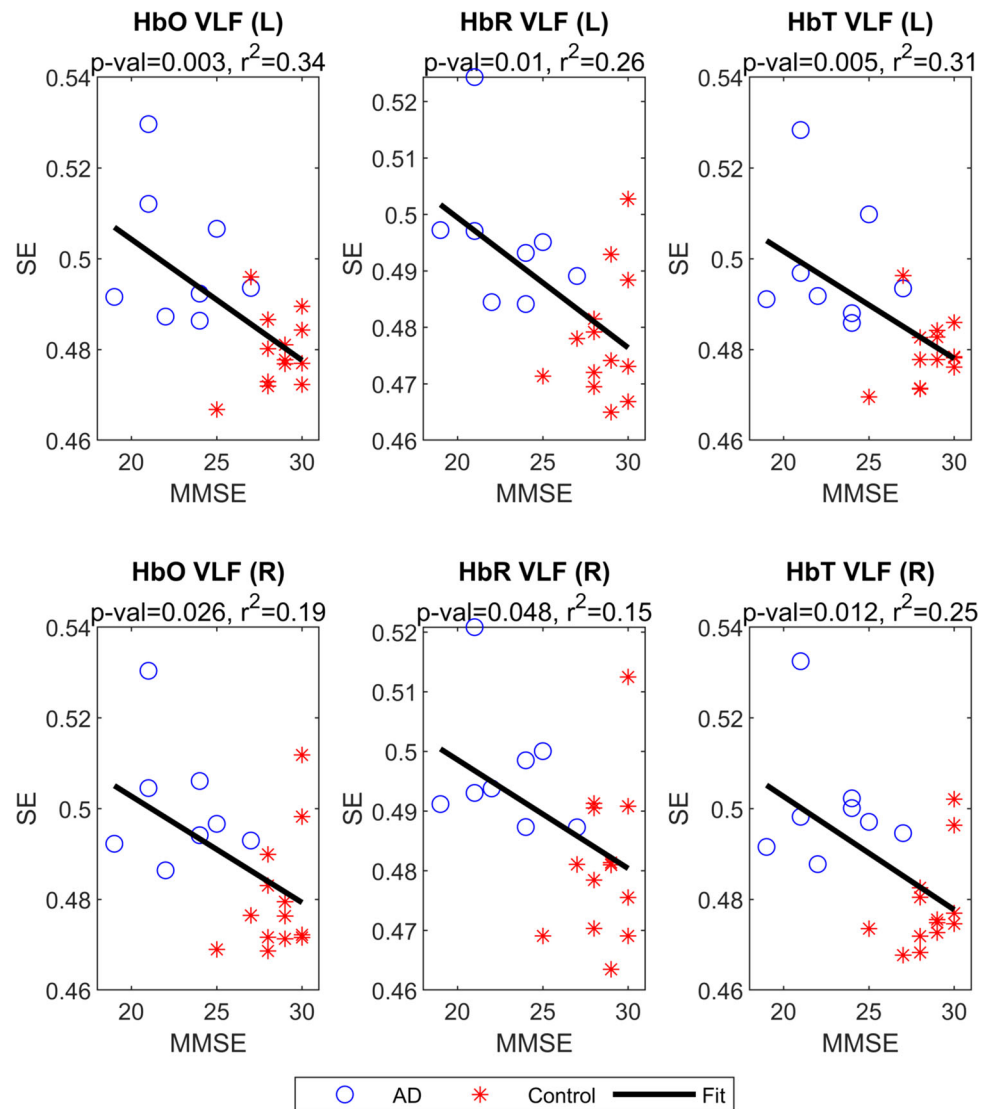 HbO VLF (L)
p-val=0.003, r²=0.34
0.54
0.52
0.5
0.48
0.46
SE
20
25
30
MMSE
HbR VLF (L)
p-val=0.01, r²=0.26
0.52
0.51
0.5
0.49
0.48
0.47
0.46
20
25
30
MMSE
HbT VLF (L)
p-val=0.005, r²=0.31
0.54
0.52
0.5
0.48
0.46
SE
20
25
30
MMSE
HbO VLF (R)
p-val=0.026, r²=0.19
0.54
0.52
0.5
0.48
0.46
SE
20
25
30
MMSE
HbR VLF (R)
p-val=0.048, r²=0.15
0.52
0.51
0.5
0.49
0.48
0.47
0.46
SE
20
25
30
MMSE
HbT VLF (R)
p-val=0.012, r²=0.25
0.54
0.52
0.5
0.48
0.46
SE
20
25
30
MMSE
AD
Control
Fit